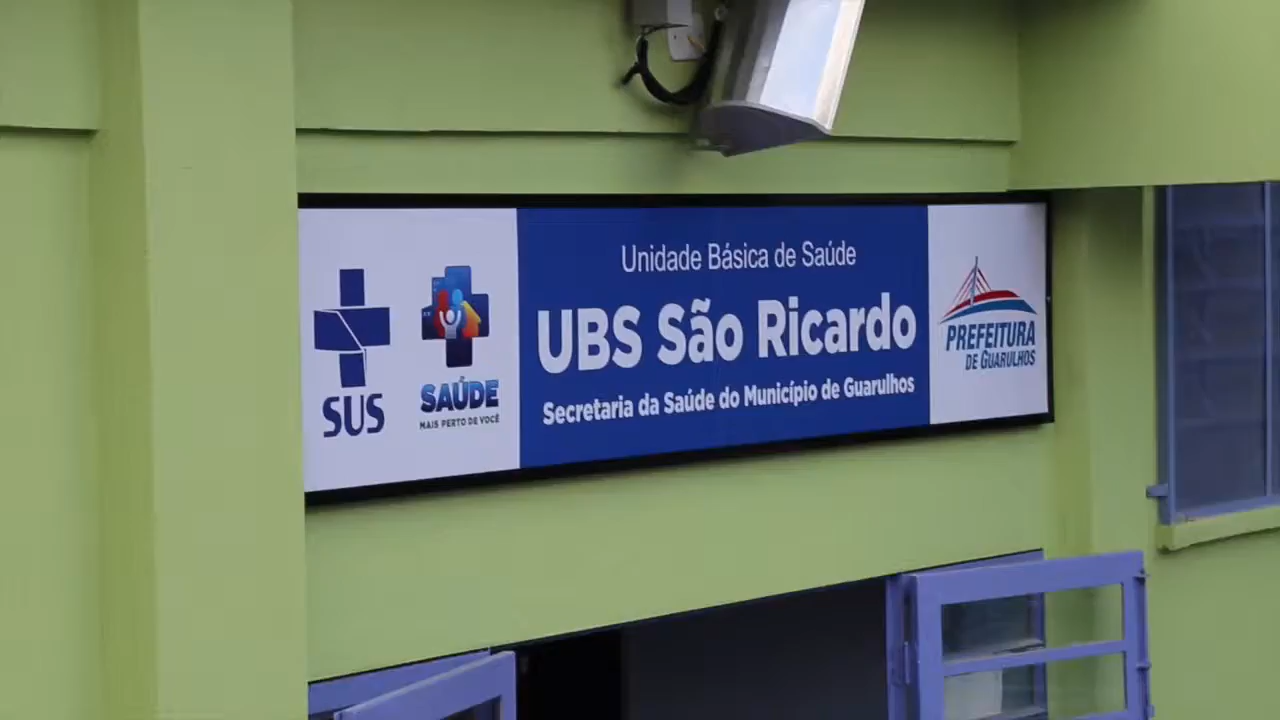 SUS
SAÚDE
MAIS PERTO DE VOCÊ
Unidade Básica de Saúde
UBS São Ricardo
Secretaria da Saúde do Município de Guarulhos
PREFEITURA
DE GUARULHOS